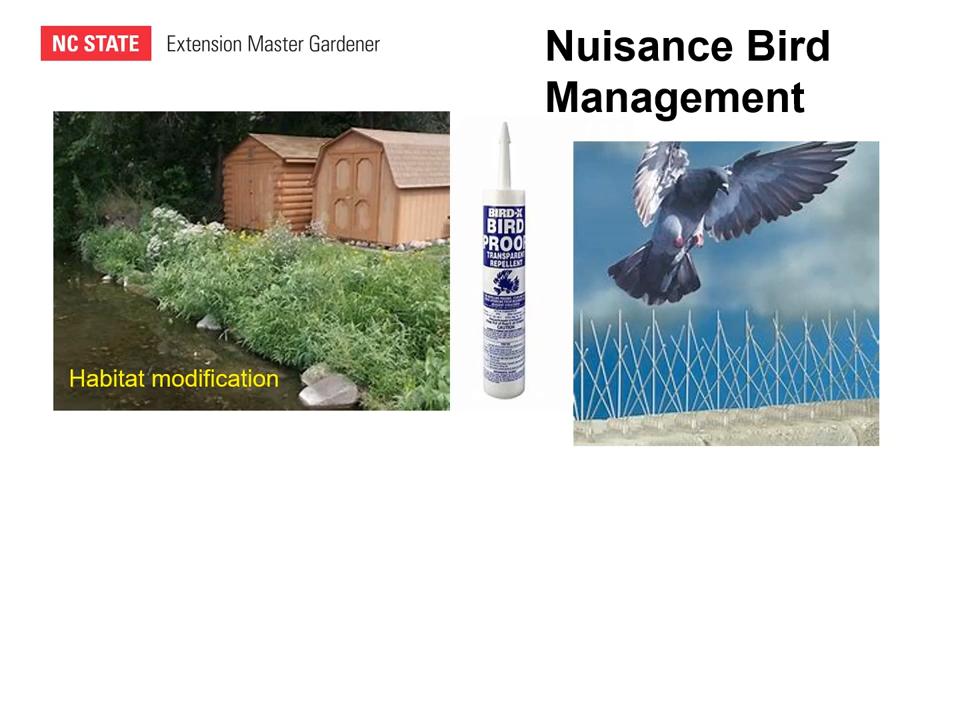 NC STATE Extension Master Gardener
Nuisance Bird
Management
BIRD-X
BIRD
PROOF
TRANSPARENT
REPELLENT
CAUTION
Habitat modification